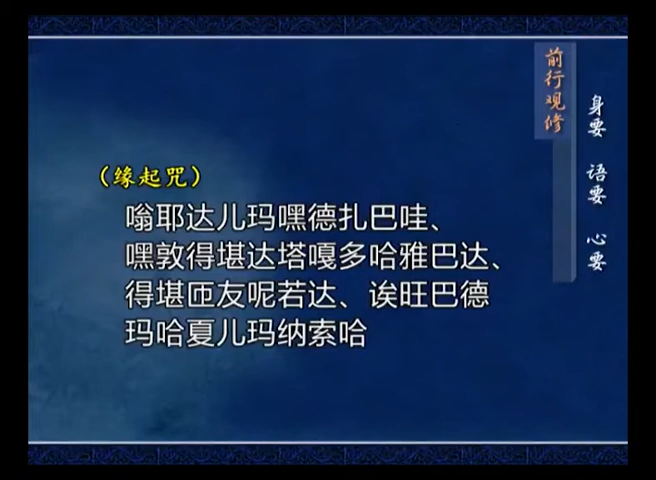 前行观修
身要 语要 心要
（缘起咒）
嗡耶达儿玛嘿德扎巴哇、
嘿敦得堪达塔嘎多哈雅巴达、
得堪匝友呢若达、诶旺巴德
玛哈夏儿玛纳索哈